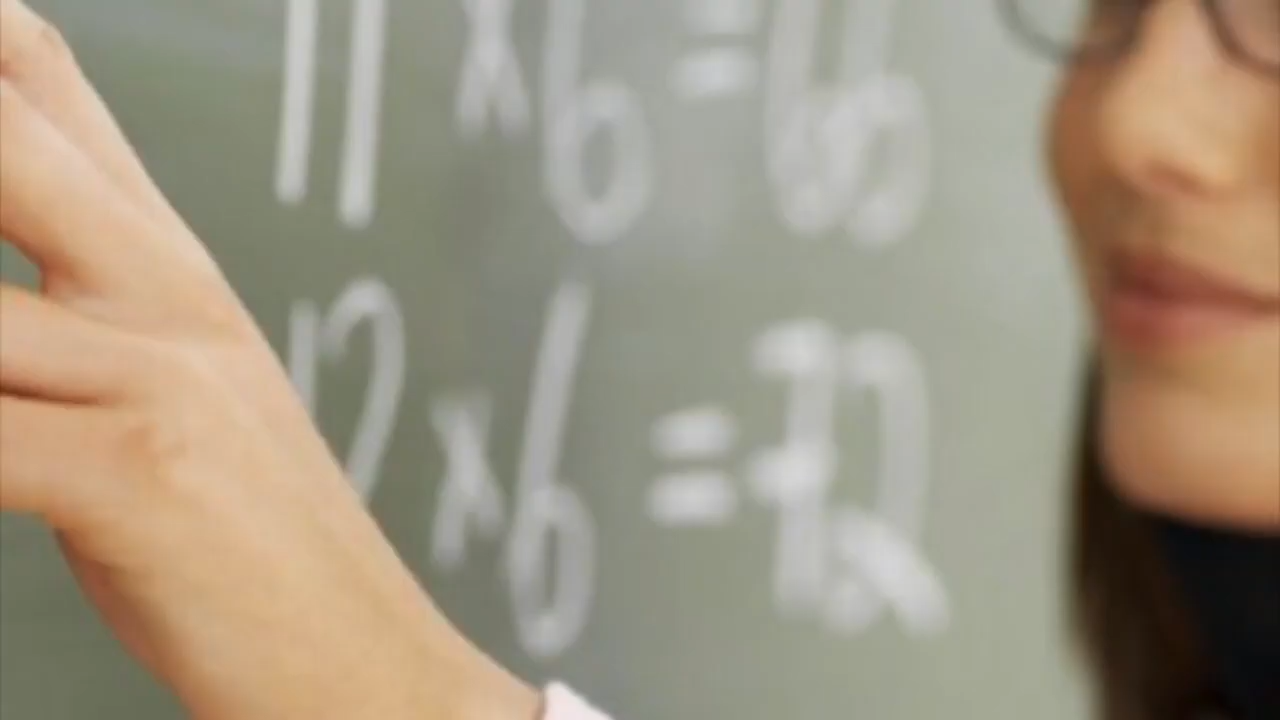 11 x 6 = 66
12 x 6 = 72